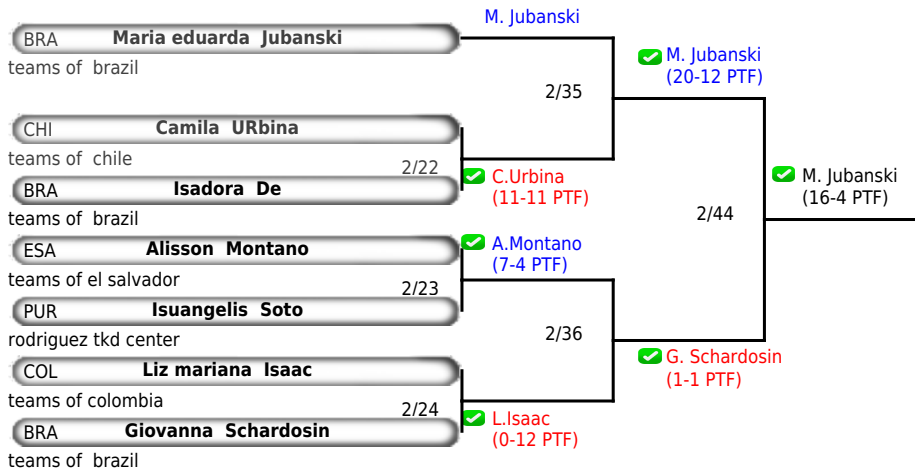 M. Jubanski
BRA Maria eduarda Jubanski
teams of brazil
M. Jubanski
(20-12 PTF)
2/35
CHI Camila URbina
teams of chile
2/22
C.Urbina
(11-11 PTF)
BRA Isadora De
teams of brazil
M. Jubanski
(16-4 PTF)
2/44
ESA Alisson Montano
A.Montano
(7-4 PTF)
teams of el salvador
2/23
PUR Isuangelis Soto
rodriguez tkd center
2/36
G. Schardosin
(1-1 PTF)
COL Liz mariana Isaac
teams of colombia
2/24
L.Isaac
(0-12 PTF)
BRA Giovanna Schardosin
teams of brazil